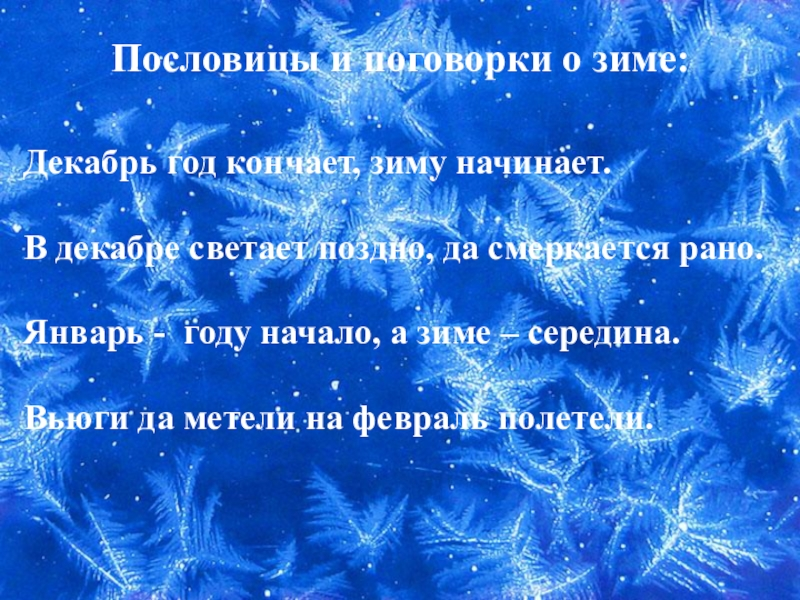 Пословицы и поговорки о зиме:
Декабрь год кончает, зиму начинает.
В декабре светает поздно, да смеркается рано.
Январь - году начало, а зиме – середина.
Вьюги да метели на февраль полетели.